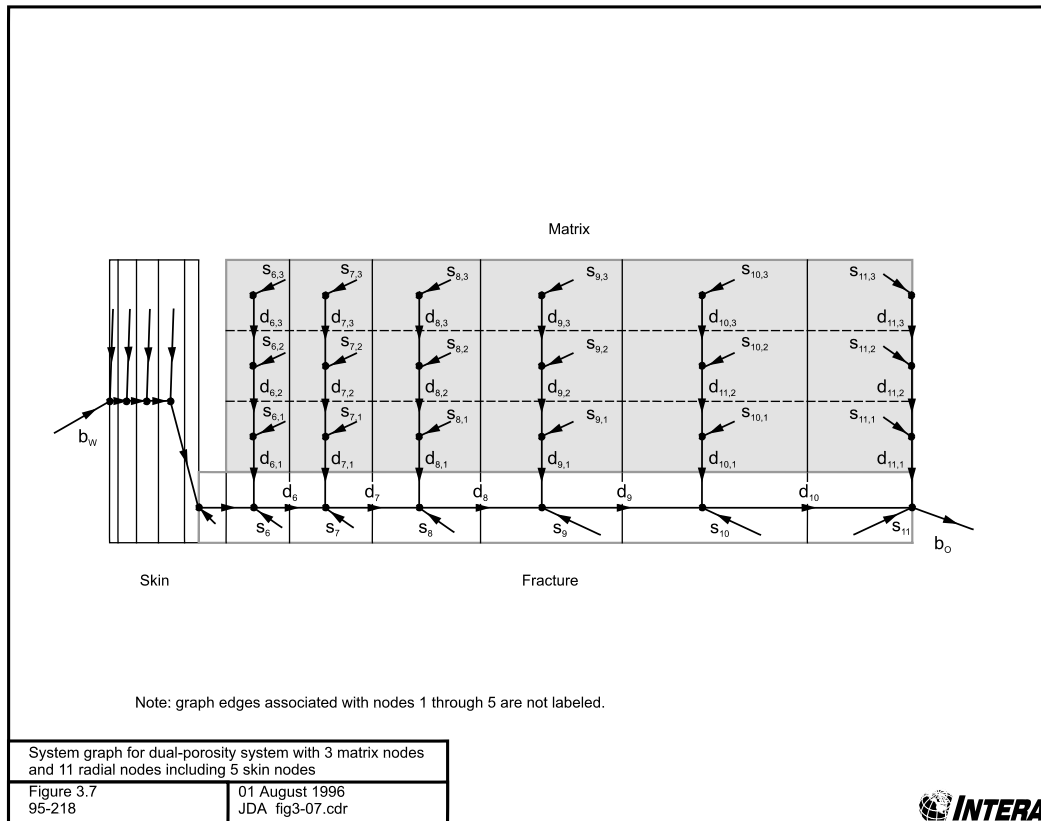 Matrix
s6,3 s7,3 s8,3 s9,3 s10,3 s11,3
d6,3 d7,3 d8,3 d9,3 d10,3 d11,3
s6,2 s7,2 s8,2 s9,2 s10,2 s11,2
d6,2 d7,2 d8,2 d9,2 d11,2 d11,2
s6,1 s7,1 s8,1 s9,1 s10,1 s11,1
bW
d6,1 d7,1 d8,1 d9,1 d10,1 d11,1
d6 d7 d8 d9 d10
s6 s7 s8 s9 s10 s11
bO
Skin Fracture
Note: graph edges associated with nodes 1 through 5 are not labeled.
System graph for dual-porosity system with 3 matrix nodes
and 11 radial nodes including 5 skin nodes
Figure 3.7 01 August 1996
95-218 JDA fig3-07.cdr
INTERA